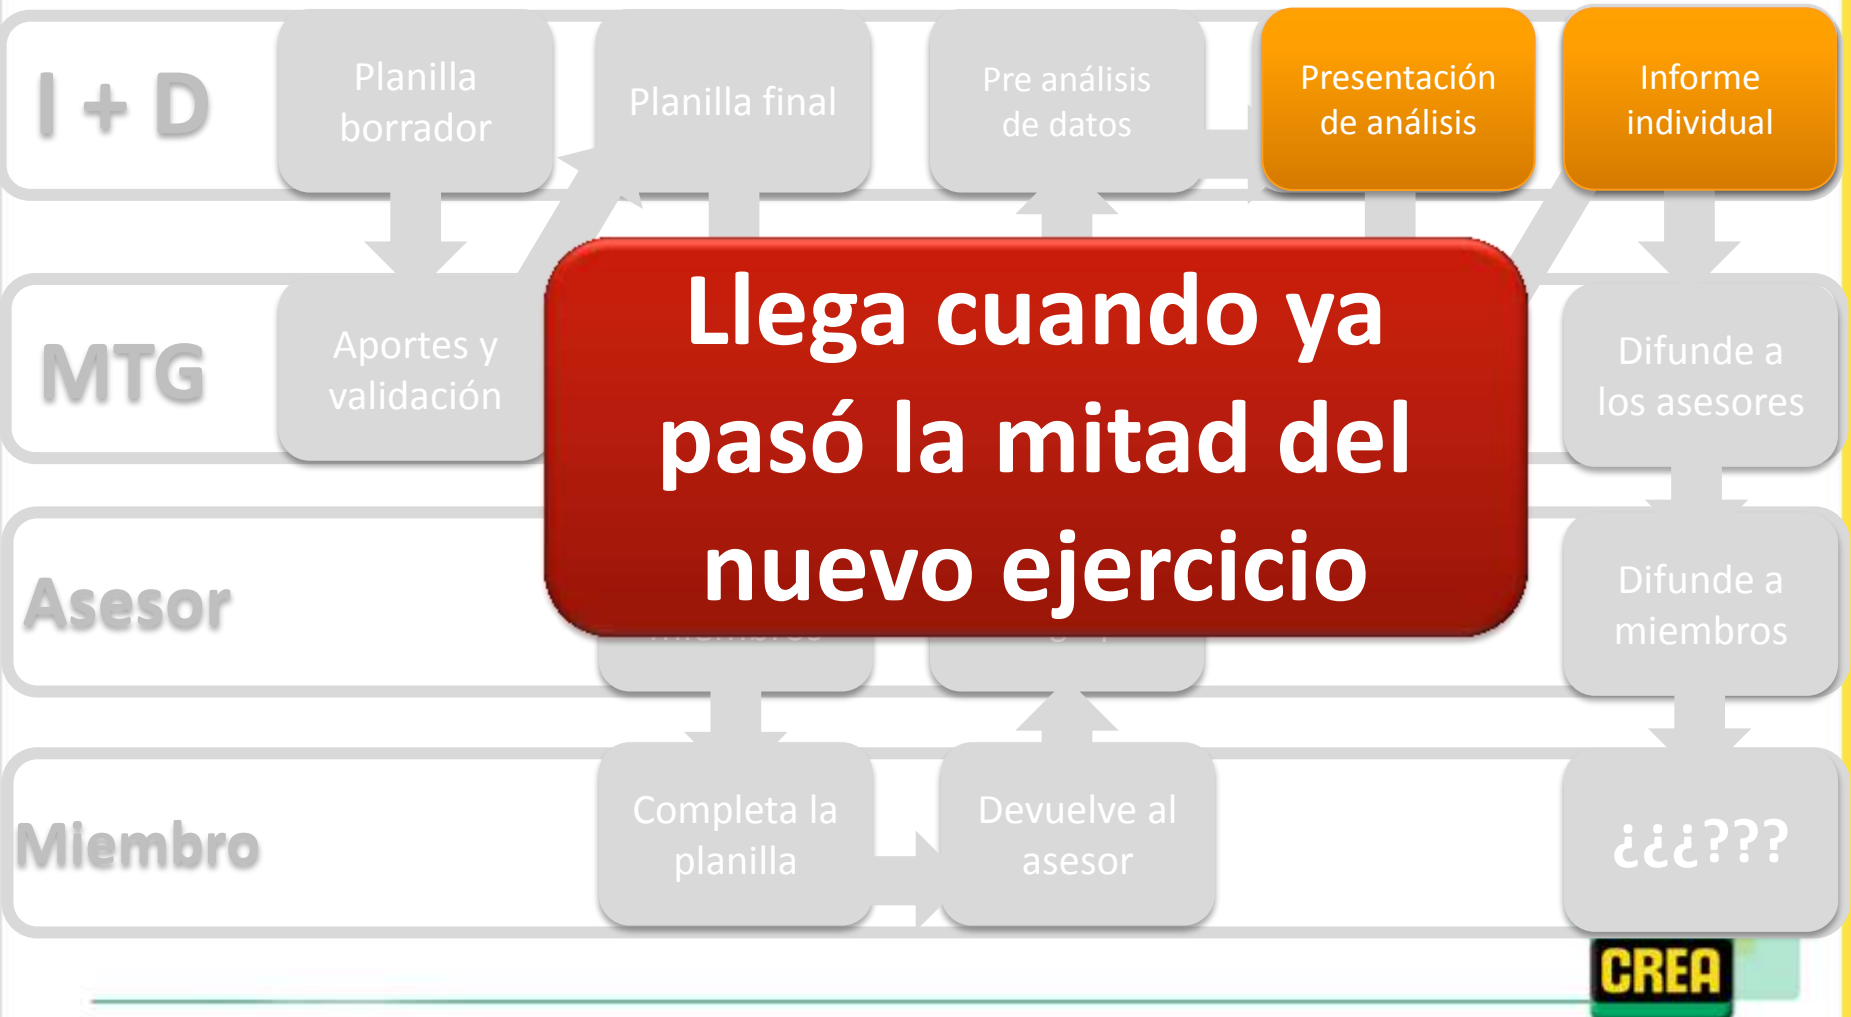 I + D
Planilla
borrador
Planilla final
Pre análisis
de datos
Presentación
de análisis
Informe
individual
MTG
Aportes y
validación
Llega cuando ya
pasó la mitad del
nuevo ejercicio
Difunde a
los asesores
Asesor
Difunde a
miembros
Miembro
Completa la
planilla
Devuelve al
asesor
¿¿¿???
CREA